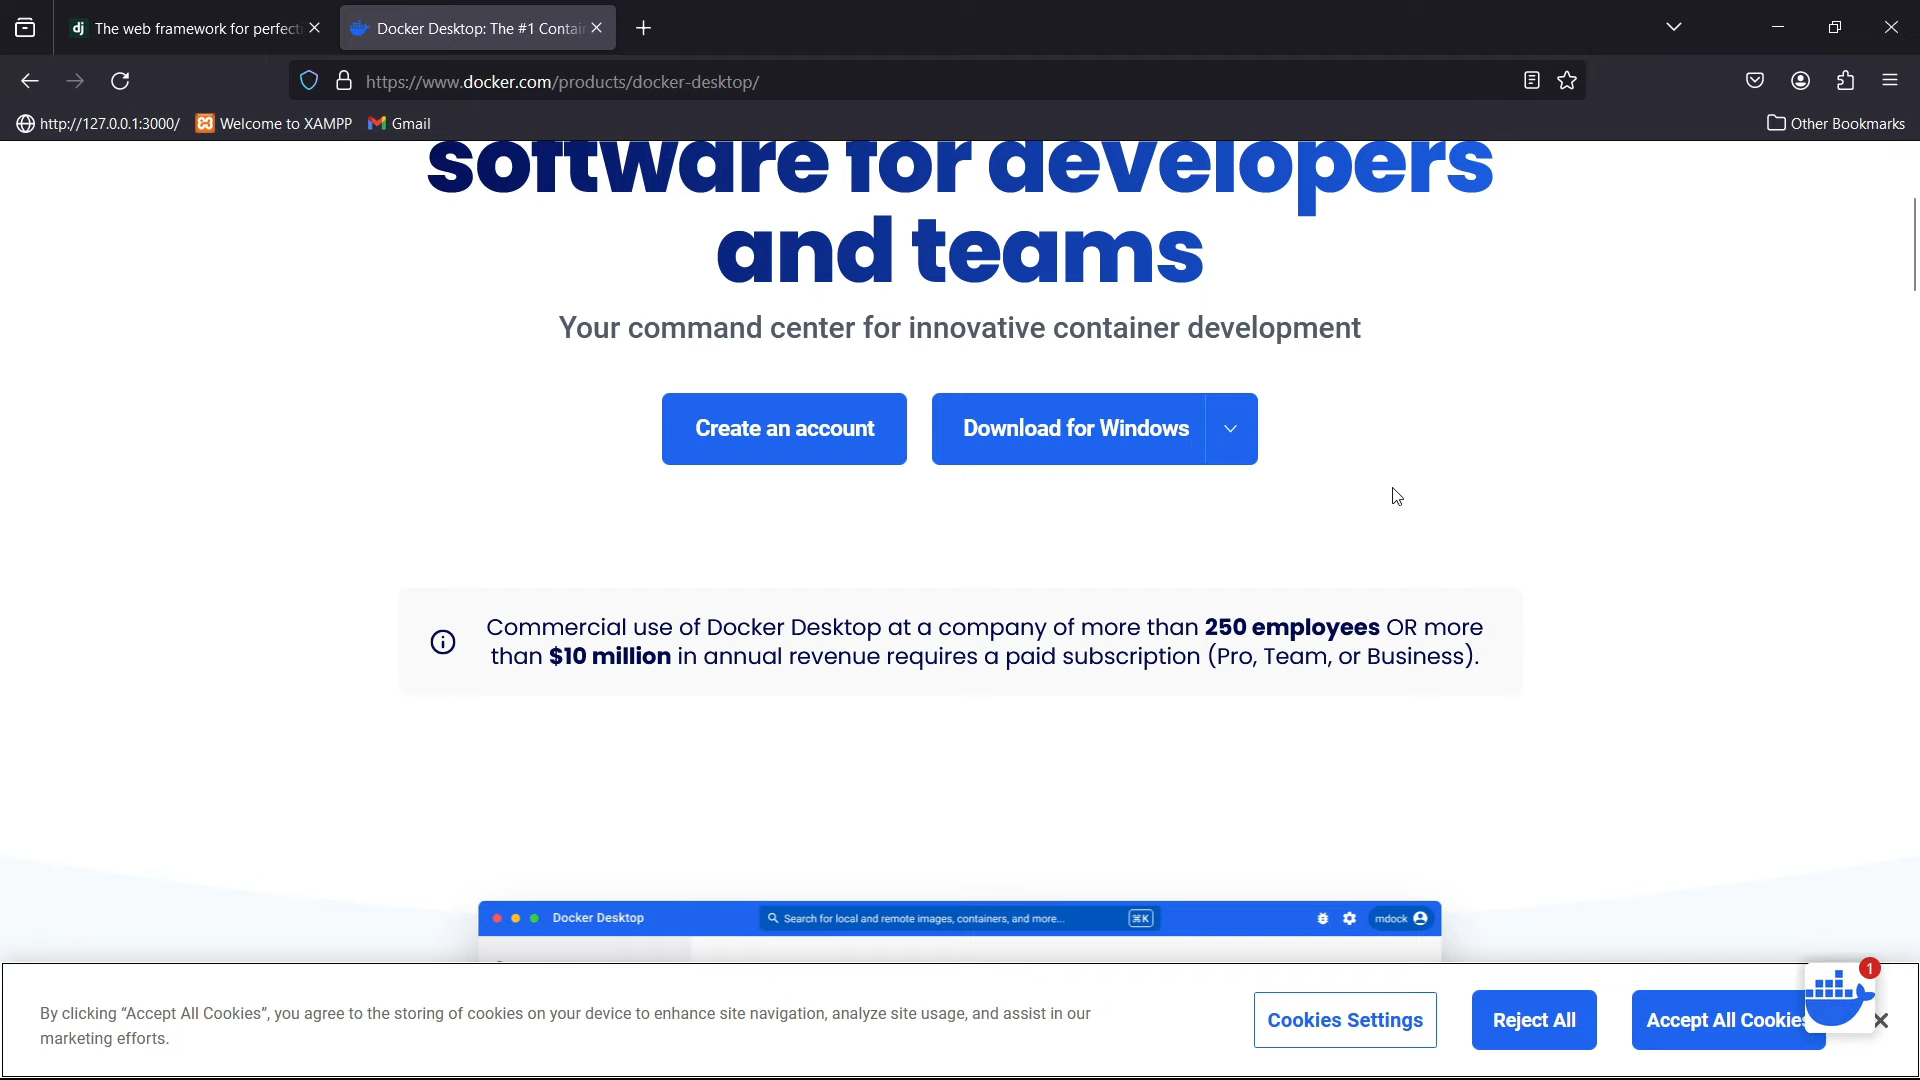 dj The web framework for perfecti
Docker Desktop: The #1 Contai
https://www.docker.com/products/docker-desktop/
http://127.0.0.1:3000/
Welcome to XAMPP
Gmail
Other Bookmarks
software for developers
and teams
Your command center for innovative container development
Create an account
Download for Windows
Commercial use of Docker Desktop at a company of more than 250 employees OR more
than $10 million in annual revenue requires a paid subscription (Pro, Team, or Business).
Docker Desktop
Search for local and remote images, containers, and more...
⌘K
mdock
By clicking “Accept All Cookies”, you agree to the storing of cookies on your device to enhance site navigation, analyze site usage, and assist in our
marketing efforts.
Cookies Settings
Reject All
Accept All Cookies
1